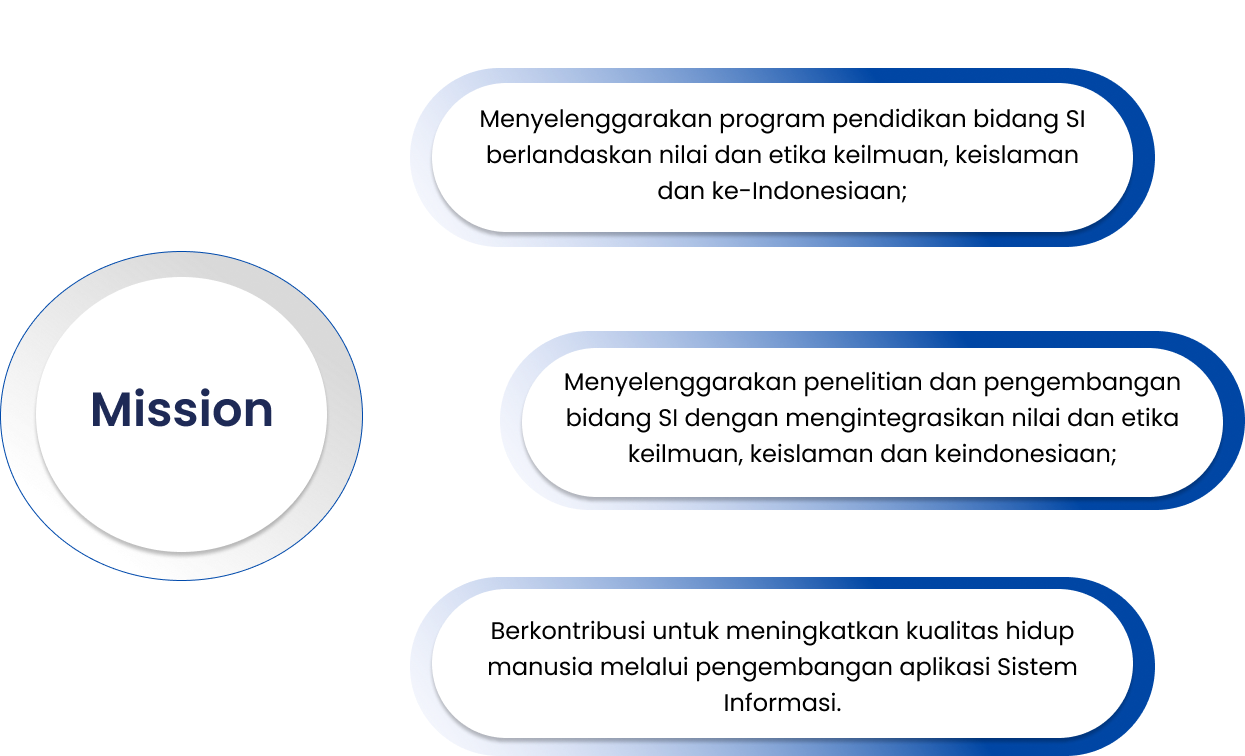 Mission
Menyelenggarakan program pendidikan bidang SI
berlandaskan nilai dan etika keilmuan, keislaman
dan ke-Indonesiaan;
Menyelenggarakan penelitian dan pengembangan
bidang SI dengan mengintegrasikan nilai dan etika
keilmuan, keislaman dan keindonesiaan;
Berkontribusi untuk meningkatkan kualitas hidup
manusia melalui pengembangan aplikasi Sistem
Informasi.